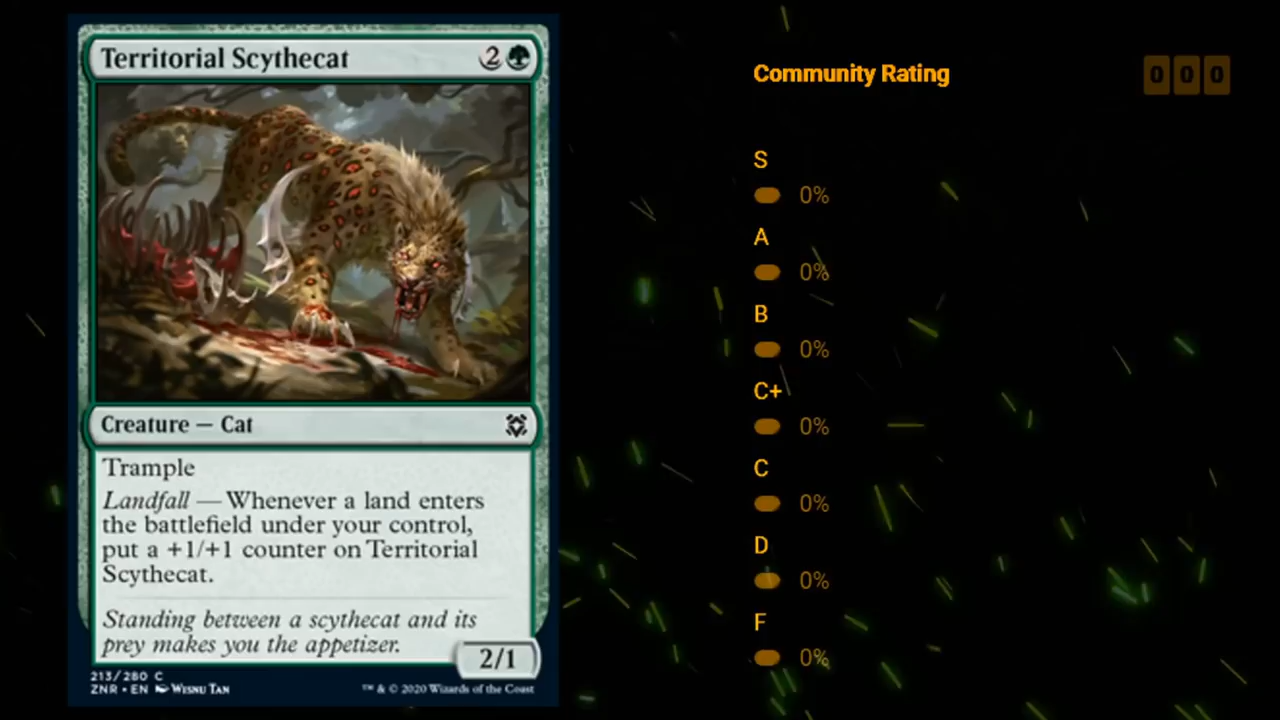 Territorial Scythecat 2
Creature — Cat
Trample
Landfall — Whenever a land enters
the battlefield under your control,
put a +1/+1 counter on Territorial
Scythecat.
Standing between a scythecat and its
prey makes you the appetizer.
2/1
213/280 C
ZNR • EN Wisnu Tan
™ & © 2020 Wizards of the Coast
Community Rating
000
S
0%
A
0%
B
0%
C+
0%
C
0%
D
0%
F
0%